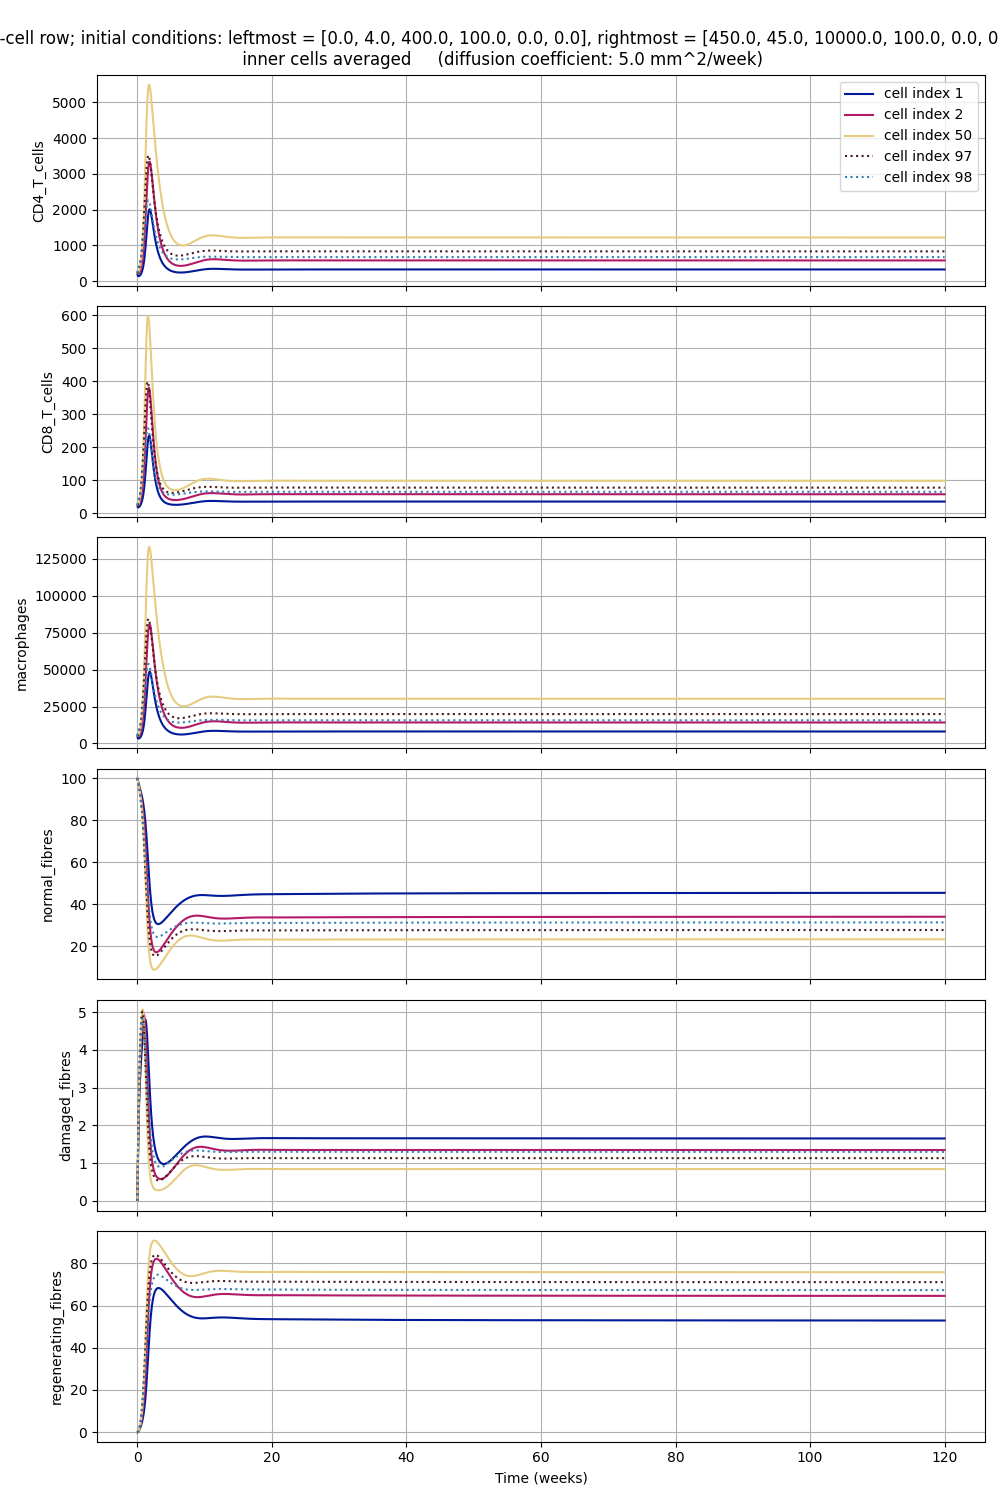 -cell row; initial conditions: leftmost = [0.0, 4.0, 400.0, 100.0, 0.0, 0.0], rightmost = [450.0, 45.0, 10000.0, 100.0, 0.0, 0
inner cells averaged (diffusion coefficient: 5.0 mm^2/week)
cell index 1
cell index 2
cell index 50
cell index 97
cell index 98
CD4_T_cells
5000
4000
3000
2000
1000
0
CD8_T_cells
600
500
400
300
200
100
0
macrophages
125000
100000
75000
50000
25000
0
normal_fibres
100
80
60
40
20
damaged_fibres
5
4
3
2
1
0
regenerating_fibres
80
60
40
20
0
0 20 40 60 80 100 120
Time (weeks)